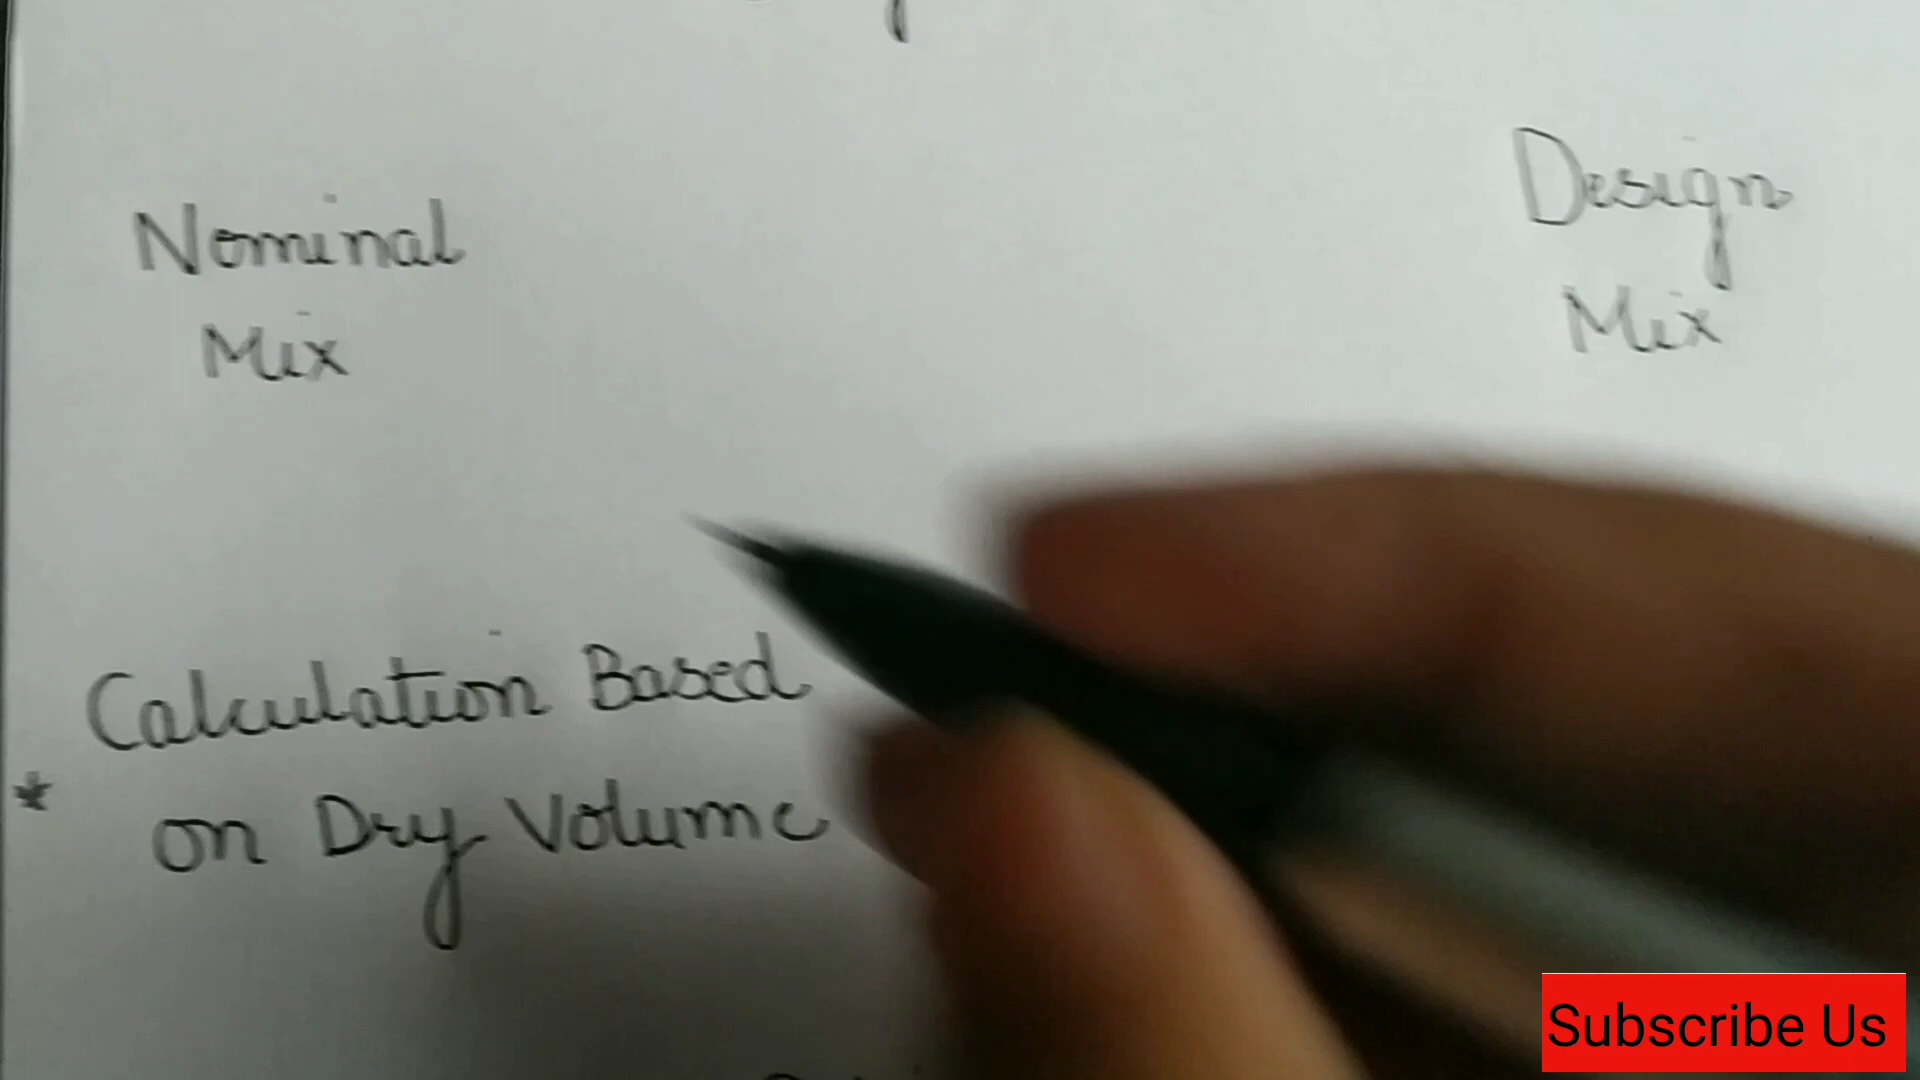 Nominal
Mix
Design
Mix
Calculation Based
* on Dry Volume
Subscribe Us